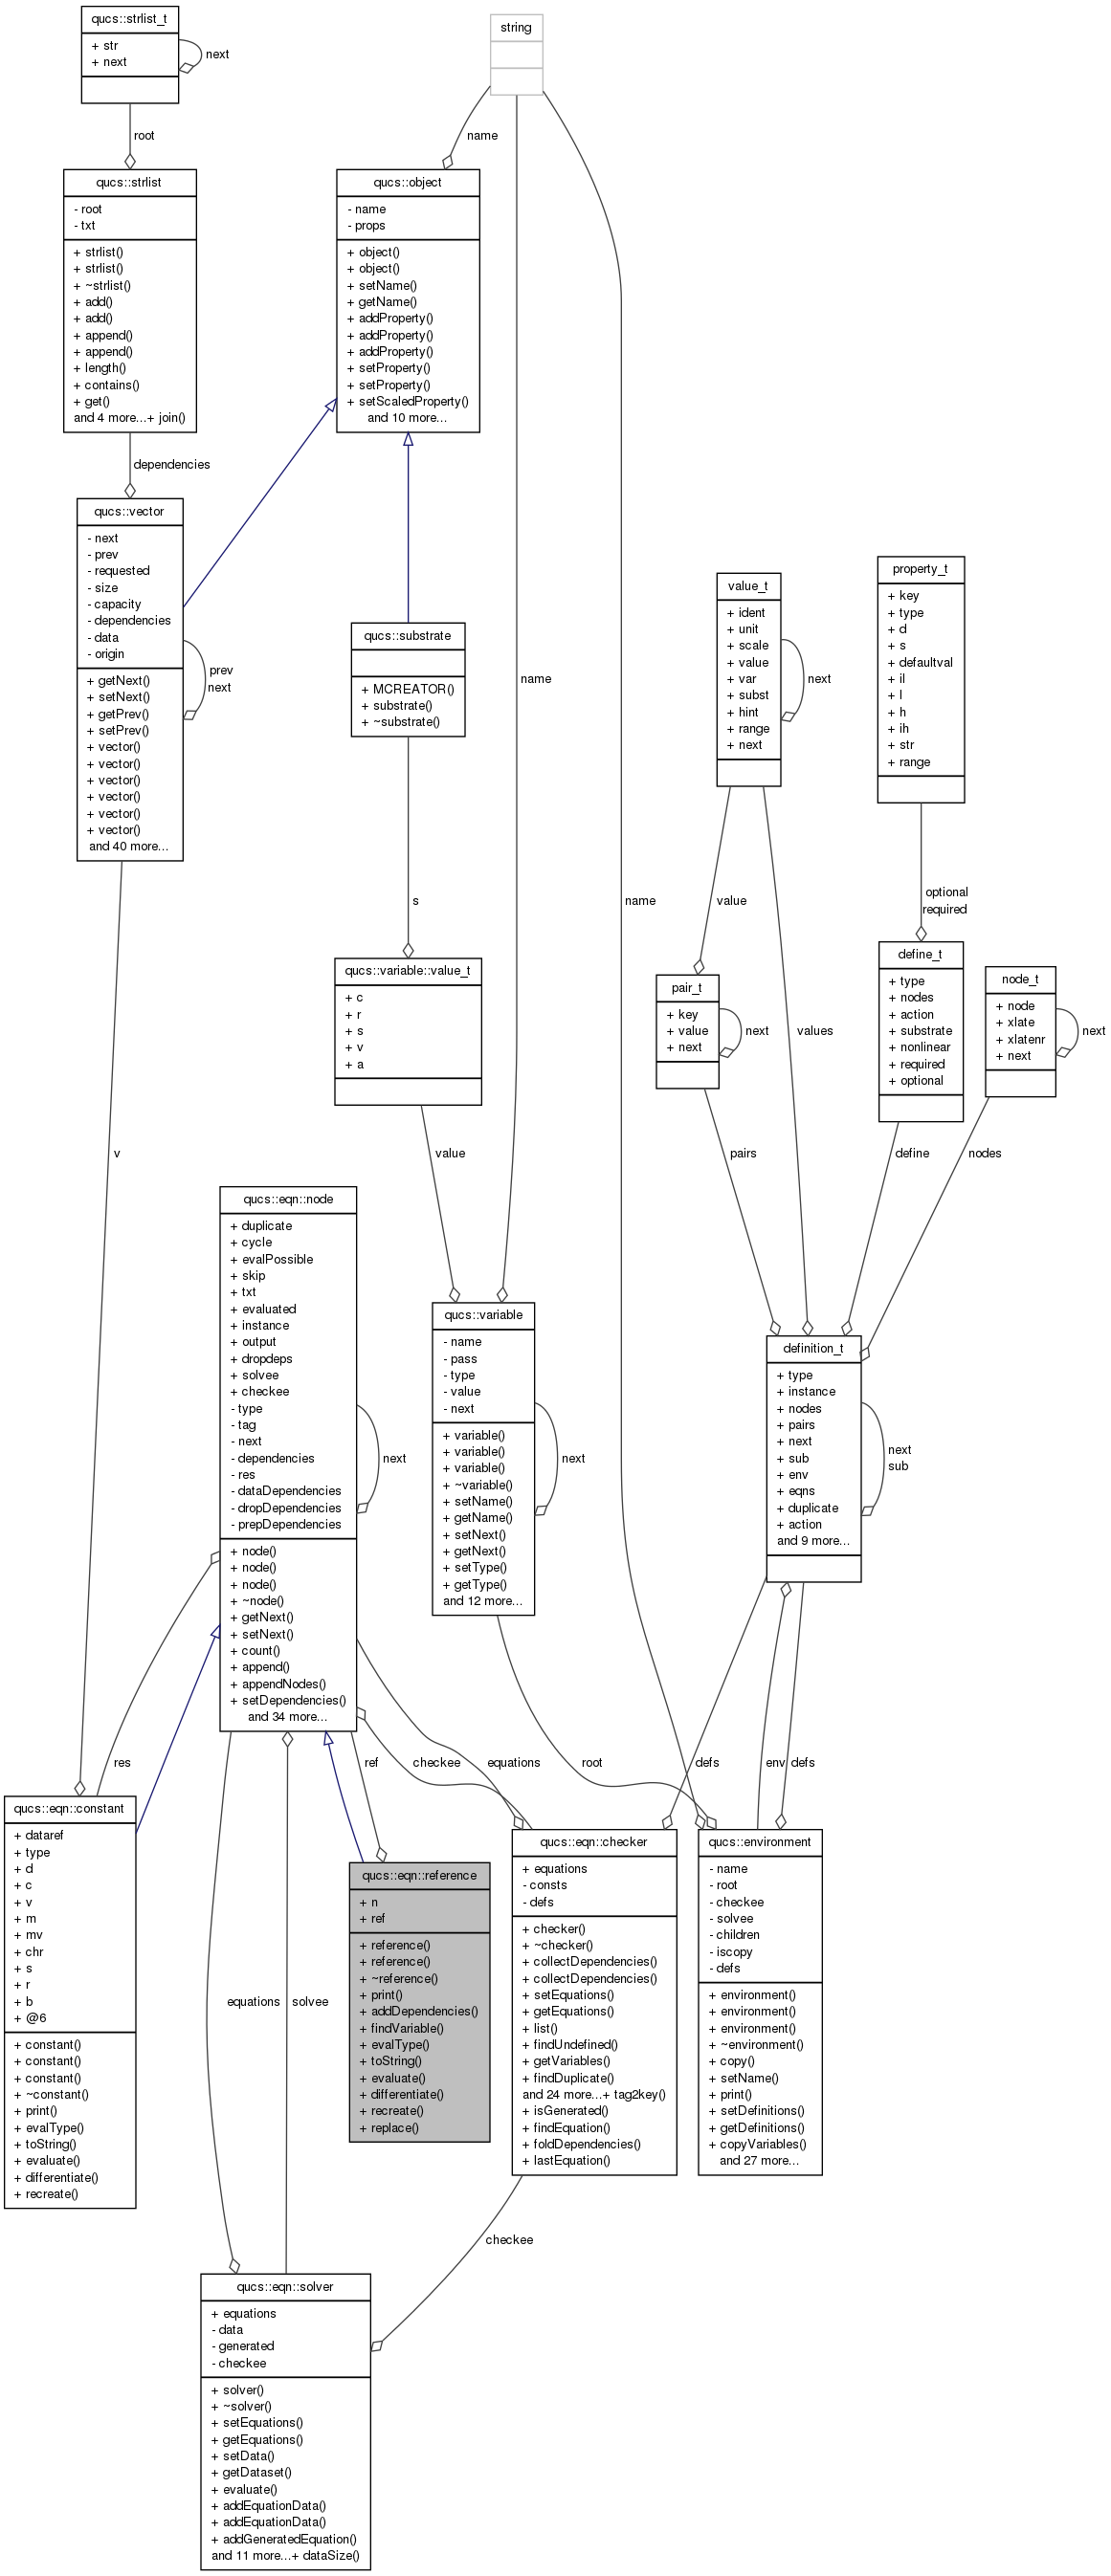 qucs::strlist_t
+ str
+ next
next
string
root
name
qucs::strlist
- root
- txt
+ strlist()
+ strlist()
+ ~strlist()
+ add()
+ add()
+ append()
+ append()
+ length()
+ contains()
+ get()
and 4 more...+ join()
qucs::object
- name
- props
+ object()
+ object()
+ setName()
+ getName()
+ addProperty()
+ addProperty()
+ addProperty()
+ setProperty()
+ setProperty()
+ setScaledProperty()
and 10 more...
dependencies
qucs::vector
- next
- prev
- requested
- size
- capacity
- dependencies
- data
- origin
+ getNext()
+ setNext()
+ getPrev()
+ setPrev()
+ vector()
+ vector()
+ vector()
+ vector()
+ vector()
+ vector()
and 40 more...
prev
next
qucs::substrate
+ MCREATOR()
+ substrate()
+ ~substrate()
name
value_t
+ ident
+ unit
+ scale
+ value
+ var
+ subst
+ hint
+ range
+ next
next
property_t
+ key
+ type
+ d
+ s
+ defaultval
+ il
+ l
+ h
+ ih
+ str
+ range
s
name
value
optional
required
qucs::variable::value_t
+ c
+ r
+ s
+ v
+ a
pair_t
+ key
+ value
+ next
next
values
define_t
+ type
+ nodes
+ action
+ substrate
+ nonlinear
+ required
+ optional
node_t
+ node
+ xlate
+ xlatenr
+ next
next
v
value
pairs
define
nodes
qucs::eqn::node
+ duplicate
+ cycle
+ evalPossible
+ skip
+ txt
+ evaluated
+ instance
+ output
+ dropdeps
+ solvee
+ checkee
- type
- tag
- next
- dependencies
- res
- dataDependencies
- dropDependencies
- prepDependencies
+ node()
+ node()
+ node()
+ ~node()
+ getNext()
+ setNext()
+ count()
+ append()
+ appendNodes()
+ setDependencies()
and 34 more...
next
qucs::variable
- name
- pass
- type
- value
- next
+ variable()
+ variable()
+ variable()
+ ~variable()
+ setName()
+ getName()
+ setNext()
+ getNext()
+ setType()
+ getType()
and 12 more...
next
definition_t
+ type
+ instance
+ nodes
+ pairs
+ next
+ sub
+ env
+ eqns
+ duplicate
+ action
and 9 more...
next
sub
res
ref
checkee
equations
root
defs
env
defs
qucs::eqn::constant
+ dataref
+ type
+ d
+ c
+ v
+ m
+ mv
+ chr
+ s
+ r
+ b
+ @6
+ constant()
+ constant()
+ constant()
+ ~constant()
+ print()
+ evalType()
+ toString()
+ evaluate()
+ differentiate()
+ recreate()
equations
solvee
qucs::eqn::reference
+ n
+ ref
+ reference()
+ reference()
+ ~reference()
+ print()
+ addDependencies()
+ findVariable()
+ evalType()
+ toString()
+ evaluate()
+ differentiate()
+ recreate()
+ replace()
qucs::eqn::checker
+ equations
- consts
- defs
+ checker()
+ ~checker()
+ collectDependencies()
+ collectDependencies()
+ setEquations()
+ getEquations()
+ list()
+ findUndefined()
+ getVariables()
+ findDuplicate()
and 24 more...+ tag2key()
+ isGenerated()
+ findEquation()
+ foldDependencies()
+ lastEquation()
qucs::environment
- name
- root
- checkee
- solvee
- children
- iscopy
- defs
+ environment()
+ environment()
+ environment()
+ ~environment()
+ copy()
+ setName()
+ print()
+ setDefinitions()
+ getDefinitions()
+ copyVariables()
and 27 more...
checkee
qucs::eqn::solver
+ equations
- data
- generated
- checkee
+ solver()
+ ~solver()
+ setEquations()
+ getEquations()
+ setData()
+ getDataset()
+ evaluate()
+ addEquationData()
+ addEquationData()
+ addGeneratedEquation()
and 11 more...+ dataSize()